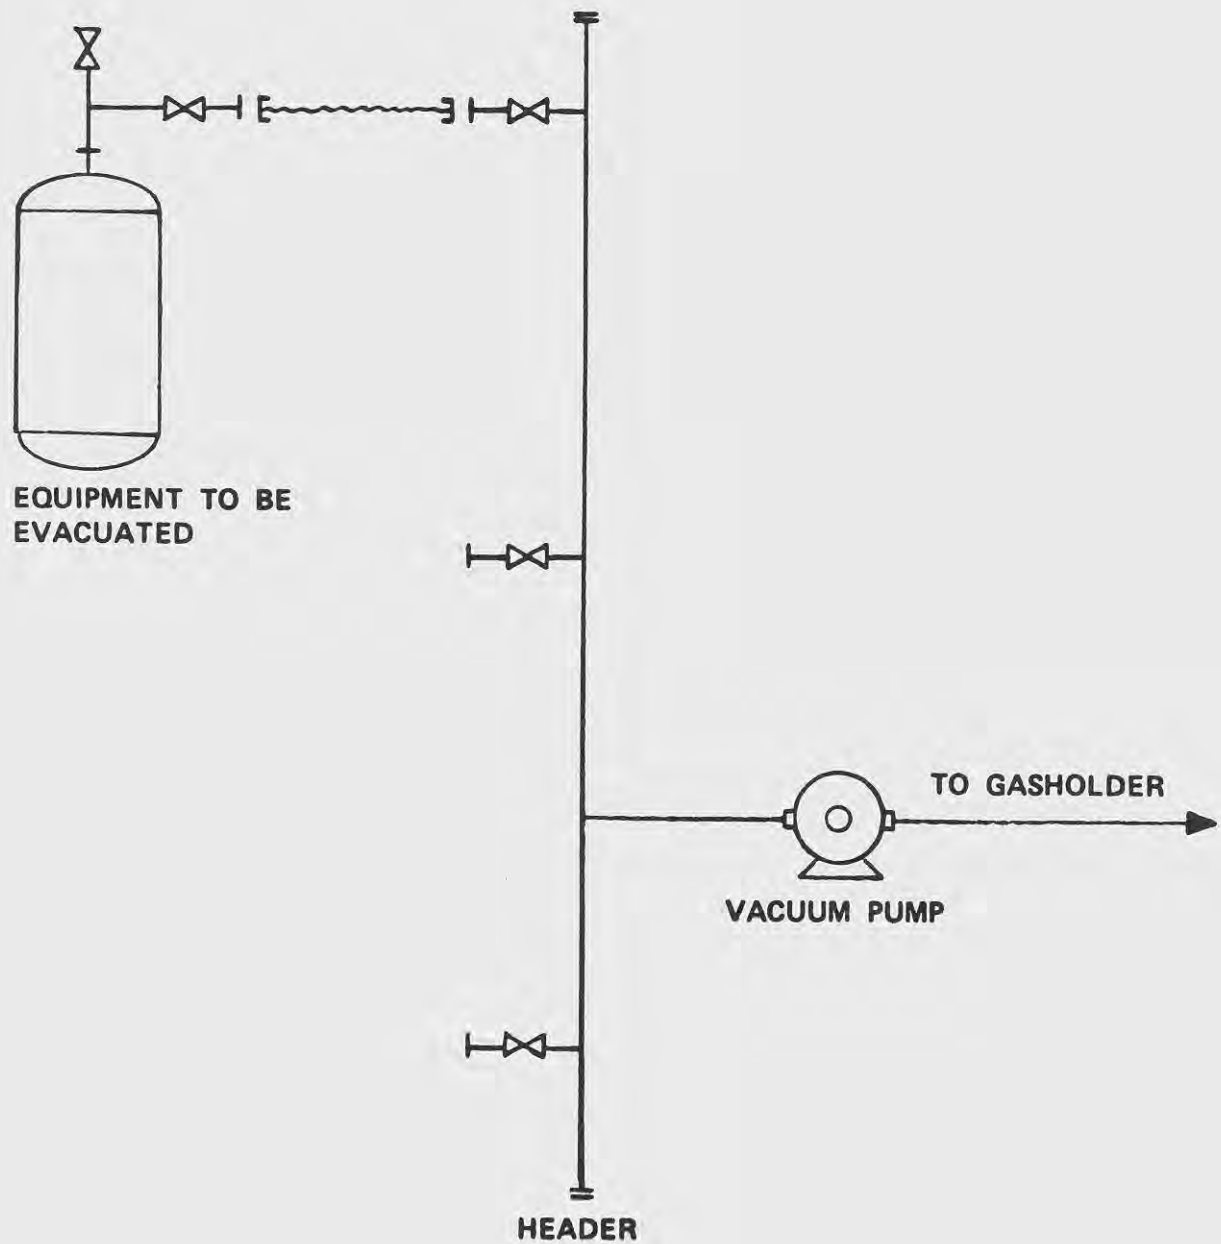 EQUIPMENT TO BE
EVACUATED
TO GASHOLDER
VACUUM PUMP
HEADER